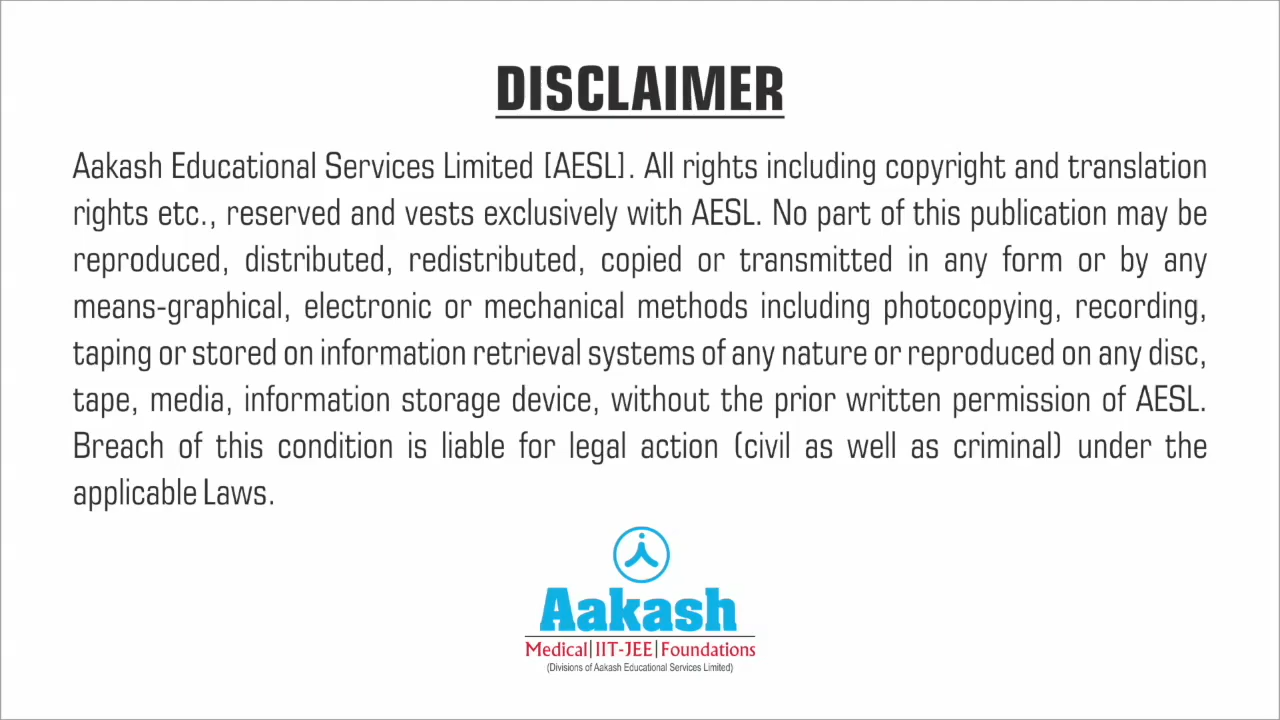 DISCLAIMER
Aakash Educational Services Limited [AESL]. All rights including copyright and translation
rights etc., reserved and vests exclusively with AESL. No part of this publication may be
reproduced, distributed, redistributed, copied or transmitted in any form or by any
means-graphical, electronic or mechanical methods including photocopying, recording,
taping or stored on information retrieval systems of any nature or reproduced on any disc,
tape, media, information storage device, without the prior written permission of AESL.
Breach of this condition is liable for legal action (civil as well as criminal) under the
applicable Laws.
Aakash
Medical|IIT-JEE|Foundations
(Divisions of Aakash Educational Services Limited)